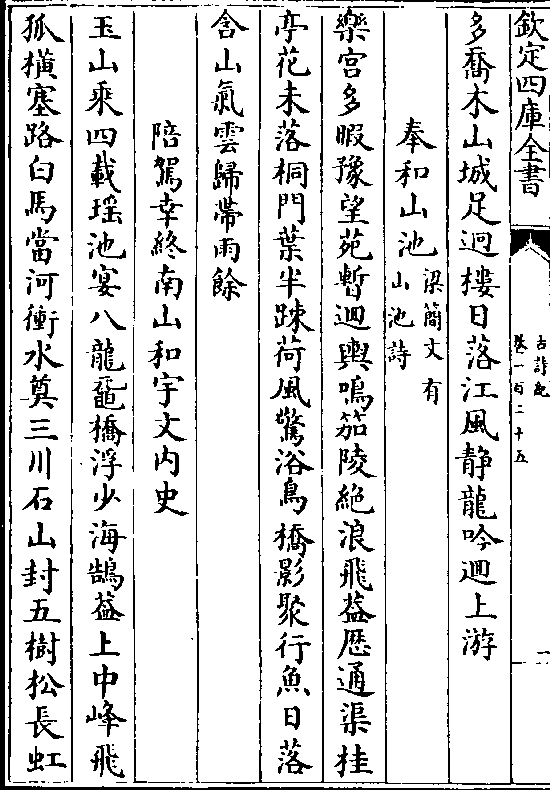 欽定四庫全書
古詩紀
卷一百二十五
多喬木山城足迥樓日落江風静龍吟迴上游
奉和山池
梁簡文有
山池詩
樂宫多暇豫望苑暫迴輿鳴笳陵絶浪飛蓋歴通渠桂
亭花未落桐門葉半踈荷風驚浴鳥橋影聚行魚日落
含山氣雲歸帶雨餘
陪駕幸終南山和宇文内史
玉山乘四載瑶池宴八龍黿橋浮少海鵠蓋上中峰飛
狐横塞路白馬當河衝水奠三川石山封五樹松長虹